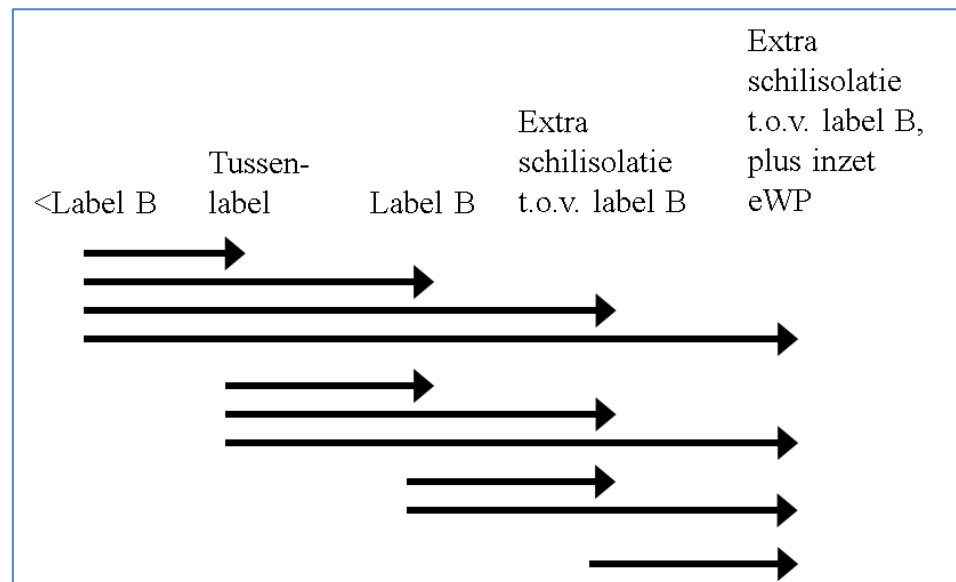 <Label B
Tussen-
label
Label B
Extra
schilisolatie
t.o.v. label B
Extra
schilisolatie
t.o.v. label B,
plus inzet
eWP